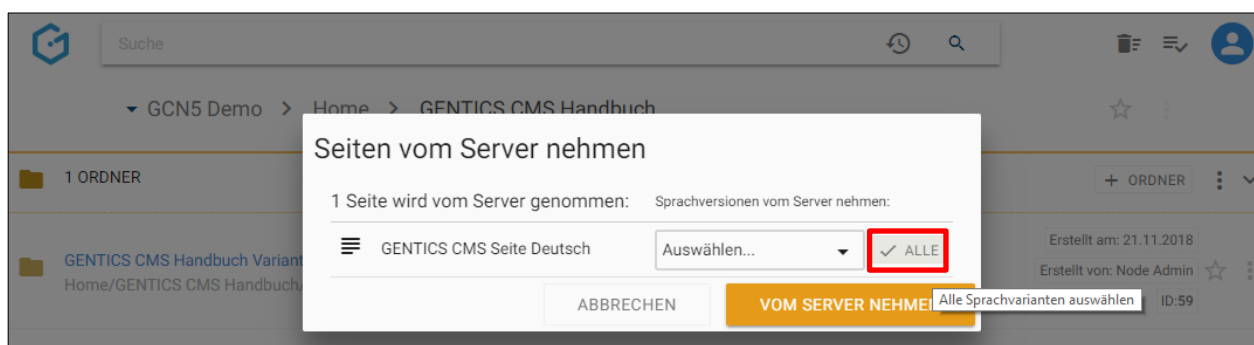 Suche
GCN5 Demo > Home > GENTICS CMS Handbuch
1 ORDNER
+ ORDNER
Seiten vom Server nehmen
1 Seite wird vom Server genommen:
Sprachversionen vom Server nehmen:
GENTICS CMS Seite Deutsch
Auswählen...
ALLE
GENTICS CMS Handbuch Variant
Home/GENTICS CMS Handbuch/
Erstellt am: 21.11.2018
Erstellt von: Node Admin
ID:59
ABBRECHEN
VOM SERVER NEHME
Alle Sprachvarianten auswählen